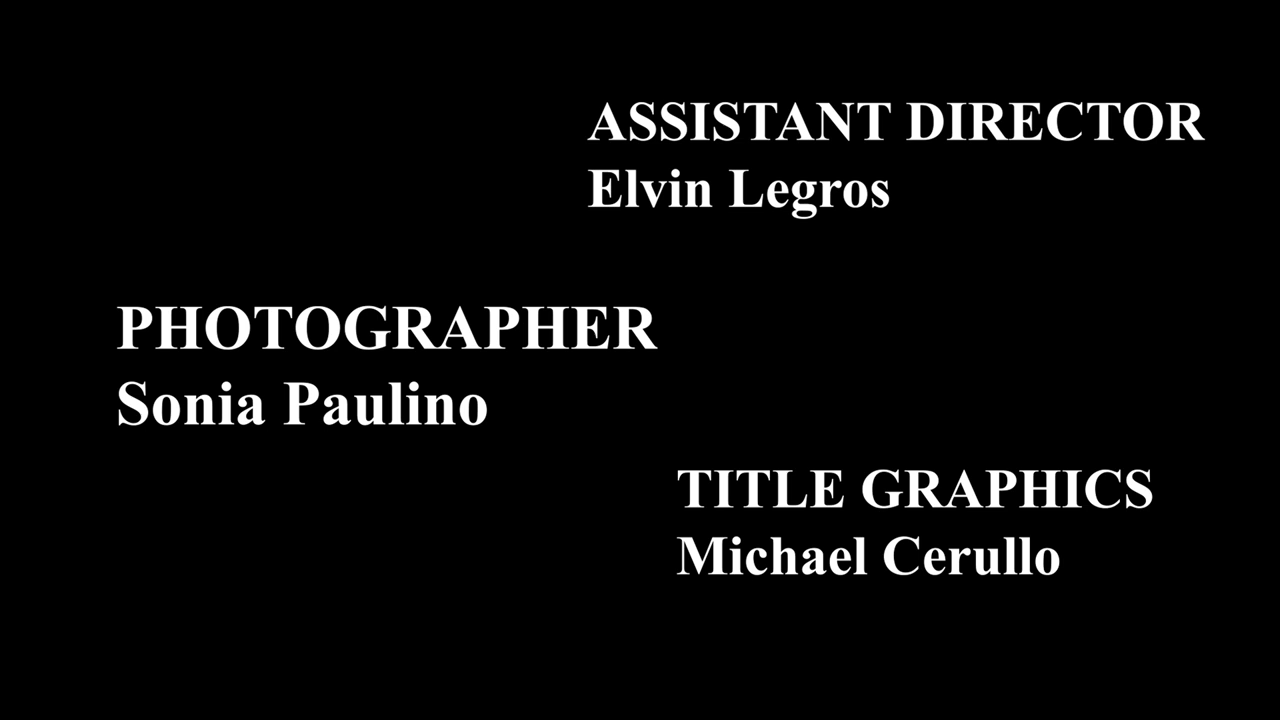 ASSISTANT DIRECTOR
Elvin Legros
PHOTOGRAPHER
Sonia Paulino
TITLE GRAPHICS
Michael Cerullo